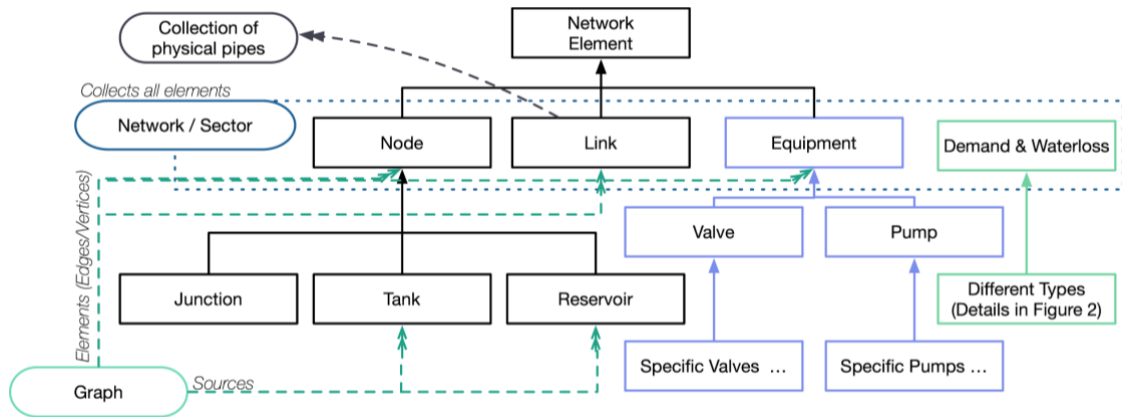 Collection of
physical pipes
Network
Element
Collects all elements
Network / Sector
Node
Link
Equipment
Demand & Waterloss
Elements (Edges/Vertices)
Valve
Pump
Junction
Tank
Reservoir
Different Types
(Details in Figure 2)
Specific Valves ...
Specific Pumps ...
Graph
Sources